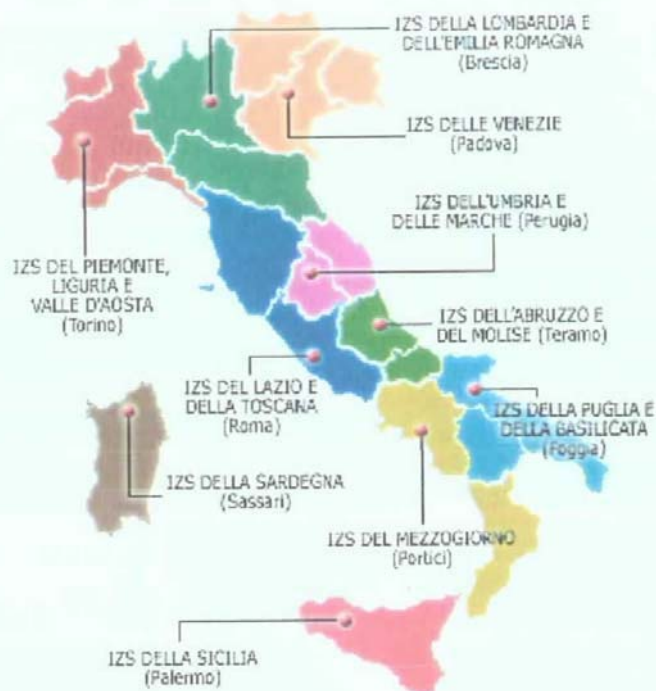 IZS DELLA LOMBARDIA E
DELL'EMILIA ROMAGNA
(Brescia)
IZS DELLE VENEZIE
(Padova)
IZS DELL'UMBRIA E
DELLE MARCHE (Perugia)
IZS DEL PIEMONTE,
LIGURIA E
VALLE D'AOSTA
(Torino)
IZS DELL'ABRUZZO E
DEL MOLISE (Teramo)
IZS DEL LAZIO E
DELLA TOSCANA
(Roma)
IZS DELLA PUGLIA E
DELLA BASILICATA
(Foggia)
IZS DELLA SARDEGNA
(Sassari)
IZS DEL MEZZOGIORNO
(Portici)
IZS DELLA SICILIA
(Palermo)